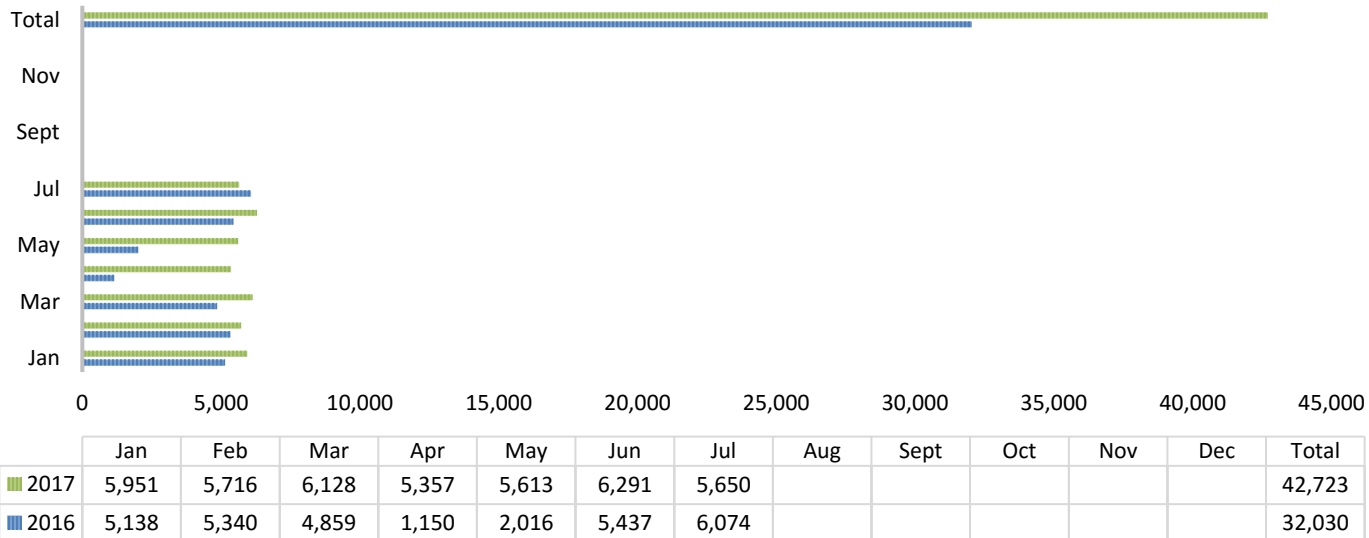 Total
Nov
Sept
Jul
May
Mar
Jan
0 5,000 10,000 15,000 20,000 25,000 30,000 35,000 40,000 45,000
Jan Feb Mar Apr May Jun Jul Aug Sept Oct Nov Dec Total
2017 5,951 5,716 6,128 5,357 5,613 6,291 5,650 42,723
2016 5,138 5,340 4,859 1,150 2,016 5,437 6,074 32,030